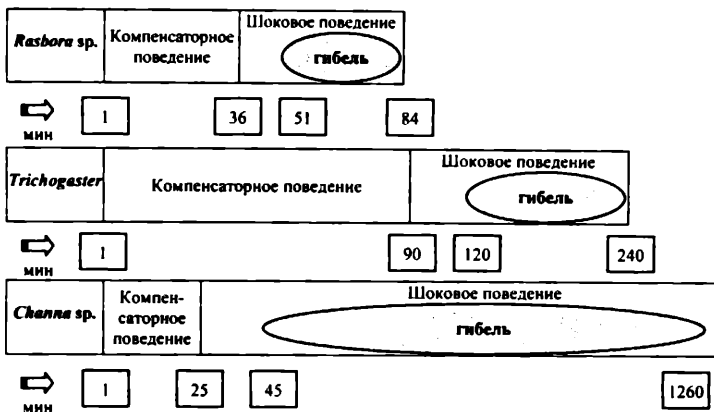 Rasbora sp.
Компенсаторное
поведение
Шоковое поведение
гибель
мин
1
36
51
84
Trichogaster
Компенсаторное поведение
Шоковое поведение
гибель
мин
1
90
120
240
Channa sp.
Компен-
саторное
поведение
Шоковое поведение
гибель
мин
1
25
45
1260